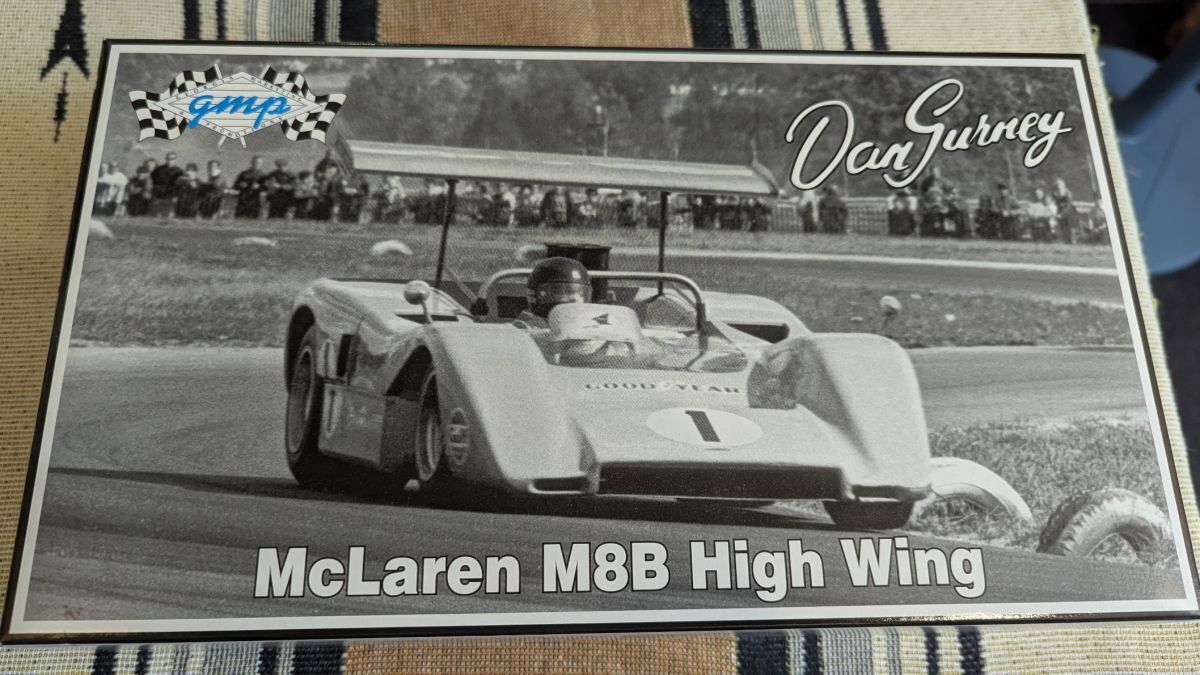 gmp
Dan Gurney
GOODYEAR
1
McLaren M8B High Wing